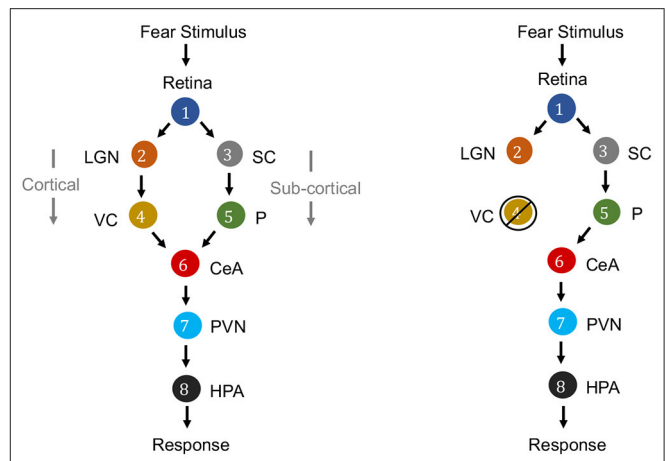 Fear Stimulus
Retina
1
LGN 2 3 SC
Cortical Sub-cortical
VC 4 5 P
6 CeA
7 PVN
8 HPA
Response
Fear Stimulus
Retina
1
LGN 2 3 SC
VC 4 5 P
6 CeA
7 PVN
8 HPA
Response